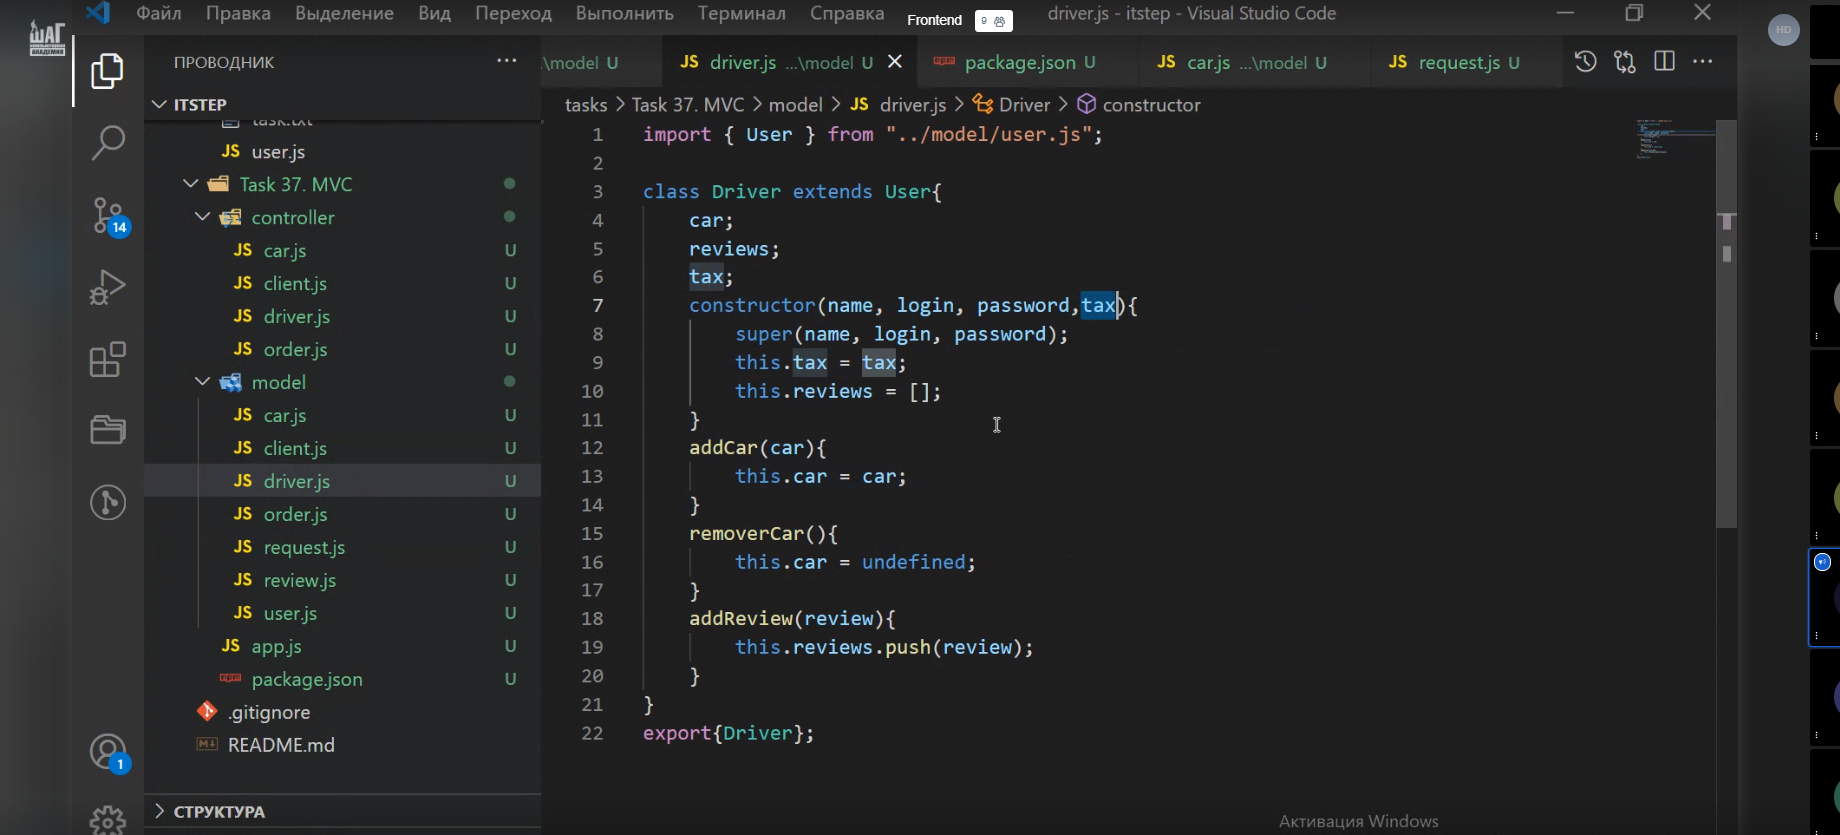 ШАГ
КОМПЬЮТЕРНАЯ
АКАДЕМИЯ
Файл Правка Выделение Вид Переход Выполнить Терминал Справка
Frontend 9
driver.js - itstep - Visual Studio Code
HD
ПРОВОДНИК
...\model U
JS driver.js ...\model U
package.json U
JS car.js ...\model U
JS request.js U
ITSTEP
task.txt
JS user.js
Task 37. MVC
controller
JS car.js U
JS client.js U
JS driver.js U
JS order.js U
model
JS car.js U
JS client.js U
JS driver.js U
JS order.js U
JS request.js U
JS review.js U
JS user.js U
JS app.js U
package.json U
.gitignore
README.md
СТРУКТУРА
14
1
tasks > Task 37. MVC > model > JS driver.js > Driver > constructor
1 import { User } from "../model/user.js";
2
3 class Driver extends User{
4 car;
5 reviews;
6 tax;
7 constructor(name, login, password,tax){
8 super(name, login, password);
9 this.tax = tax;
10 this.reviews = [];
11 }
12 addCar(car){
13 this.car = car;
14 }
15 removerCar(){
16 this.car = undefined;
17 }
18 addReview(review){
19 this.reviews.push(review);
20 }
21 }
22 export{Driver};
Активация Windows